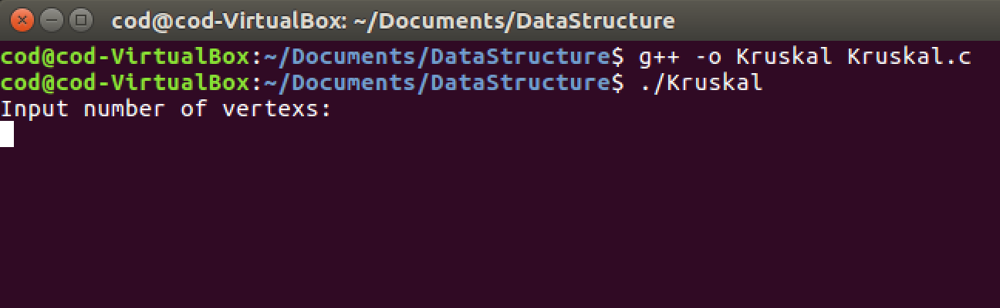 cod@cod-VirtualBox: ~/Documents/DataStructure
cod@cod-VirtualBox:~/Documents/DataStructure$ g++ -o Kruskal Kruskal.c
cod@cod-VirtualBox:~/Documents/DataStructure$ ./Kruskal
Input number of vertexs: